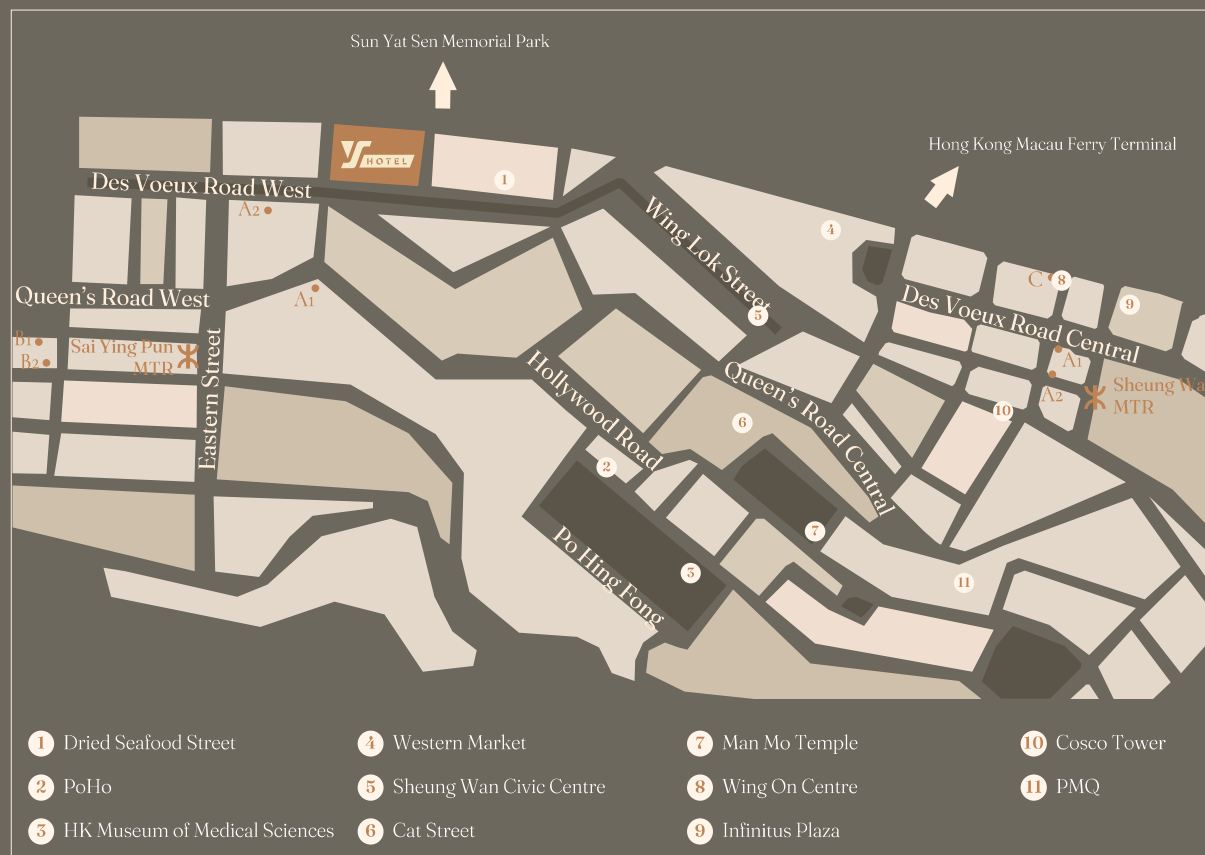 Sun Yat Sen Memorial Park
Hong Kong Macau Ferry Terminal
YS HOTEL
1
Des Voeux Road West
A2
Wing Lok Street
4
C
8
9
Queen's Road West
A1
Des Voeux Road Central
5
B1
B2
Sai Ying Pun
MTR
Eastern Street
A1
A2
Sheung Wa
MTR
Hollywood Road
Queen's Road Central
10
6
2
7
Po Hing Fong
3
11
1 Dried Seafood Street
2 PoHo
3 HK Museum of Medical Sciences
4 Western Market
5 Sheung Wan Civic Centre
6 Cat Street
7 Man Mo Temple
8 Wing On Centre
9 Infinitus Plaza
10 Cosco Tower
11 PMQ